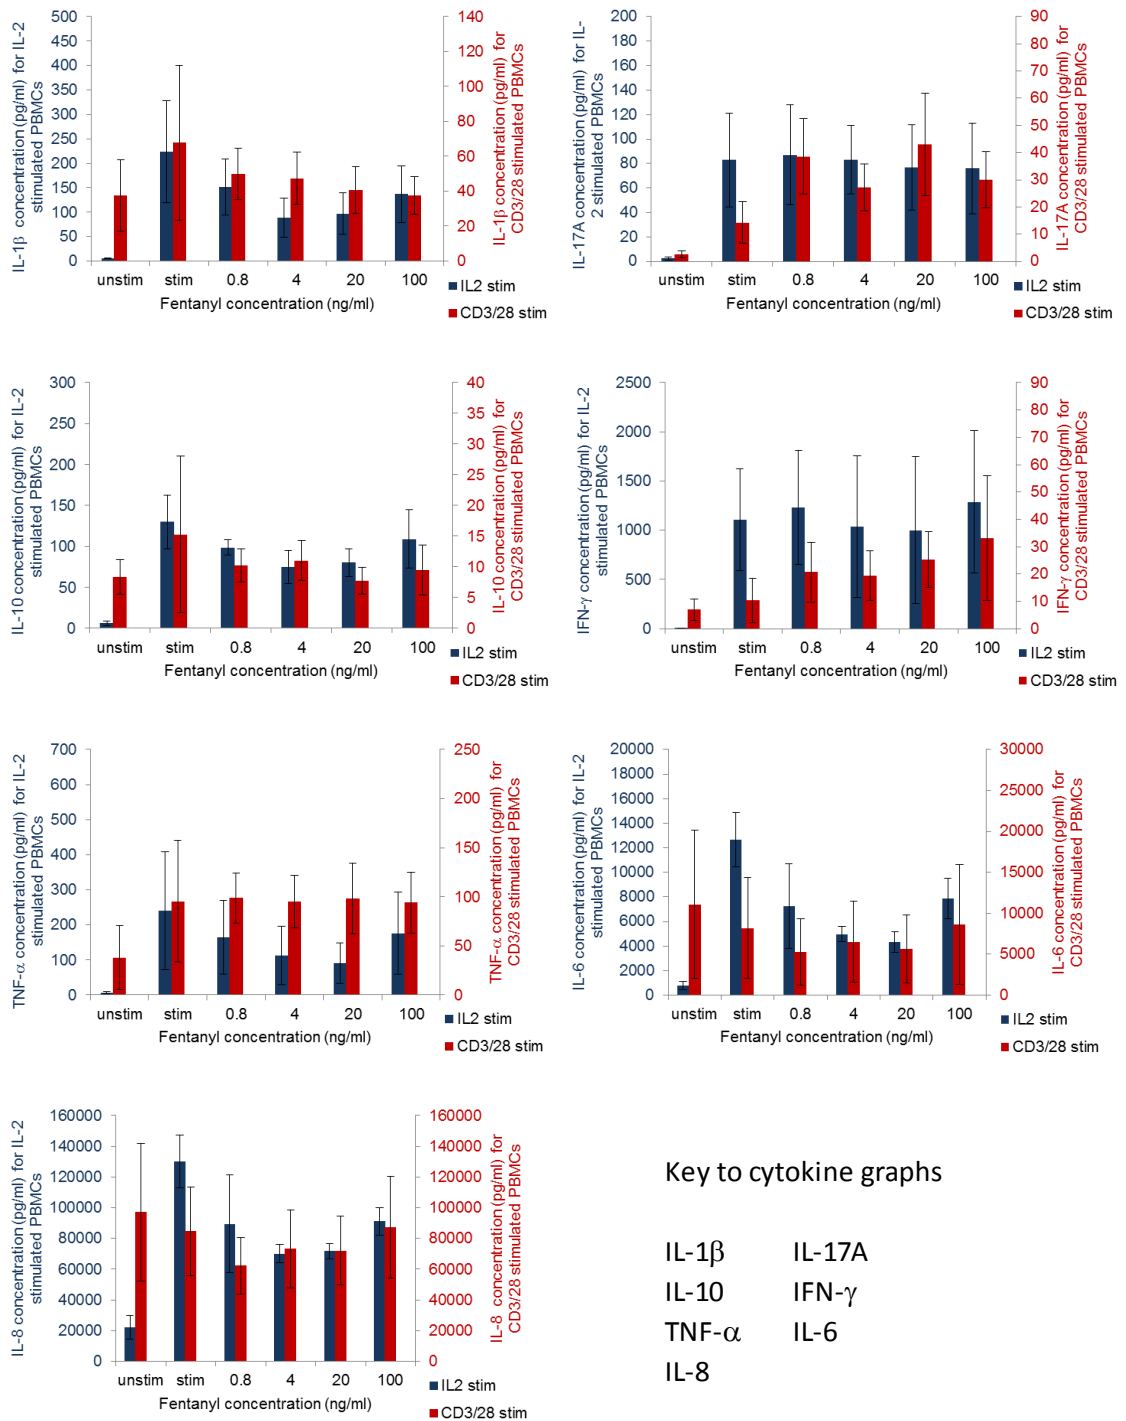 IL-1β concentration (pg/ml) for IL-2
stimulated PBMCs
500
450
400
350
300
250
200
150
100
50
0
140
120
100
80
60
40
20
0
IL-1β concentration (pg/ml) for
CD3/28 stimulated PBMCs
unstim stim 0.8 4 20 100
Fentanyl concentration (ng/ml)
IL2 stim
CD3/28 stim
IL-17A concentration (pg/ml) for IL-
2 stimulated PBMCs
200
180
160
140
120
100
80
60
40
20
0
90
80
70
60
50
40
30
20
10
0
IL-17A concentration (pg/ml) for
CD3/28 stimulated PBMCs
unstim stim 0.8 4 20 100
Fentanyl concentration (ng/ml)
IL2 stim
CD3/28 stim
IL-10 concentration (pg/ml) for IL-2
stimulated PBMCs
300
250
200
150
100
50
0
40
35
30
25
20
15
10
5
0
IL-10 concentration (pg/ml) for
CD3/28 stimulated PBMCs
unstim stim 0.8 4 20 100
Fentanyl concentration (ng/ml)
IL2 stim
CD3/28 stim
IFN-γ concentration (pg/ml) for IL-2
stimulated PBMCs
2500
2000
1500
1000
500
0
90
80
70
60
50
40
30
20
10
0
IFN-γ concentration (pg/ml) for
CD3/28 stimulated PBMCs
unstim stim 0.8 4 20 100
Fentanyl concentration (ng/ml)
IL2 stim
CD3/28 stim
TNF-α concentration (pg/ml) for IL-2
stimulated PBMCs
700
600
500
400
300
200
100
0
250
200
150
100
50
0
TNF-α concentration (pg/ml) for
CD3/28 stimulated PBMCs
unstim stim 0.8 4 20 100
Fentanyl concentration (ng/ml)
IL2 stim
CD3/28 stim
IL-6 concentration (pg/ml) for IL-2
stimulated PBMCs
20000
18000
16000
14000
12000
10000
8000
6000
4000
2000
0
30000
25000
20000
15000
10000
5000
0
IL-6 concentration (pg/ml) for
CD3/28 stimulated PBMCs
unstim stim 0.8 4 20 100
Fentanyl concentration (ng/ml)
IL2 stim
CD3/28 stim
IL-8 concentration (pg/ml) for IL-2
stimulated PBMCs
160000
140000
120000
100000
80000
60000
40000
20000
0
160000
140000
120000
100000
80000
60000
40000
20000
0
IL-8 concentration (pg/ml) for
CD3/28 stimulated PBMCs
unstim stim 0.8 4 20 100
Fentanyl concentration (ng/ml)
IL2 stim
CD3/28 stim
Key to cytokine graphs
IL-1β IL-17A
IL-10 IFN-γ
TNF-α IL-6
IL-8